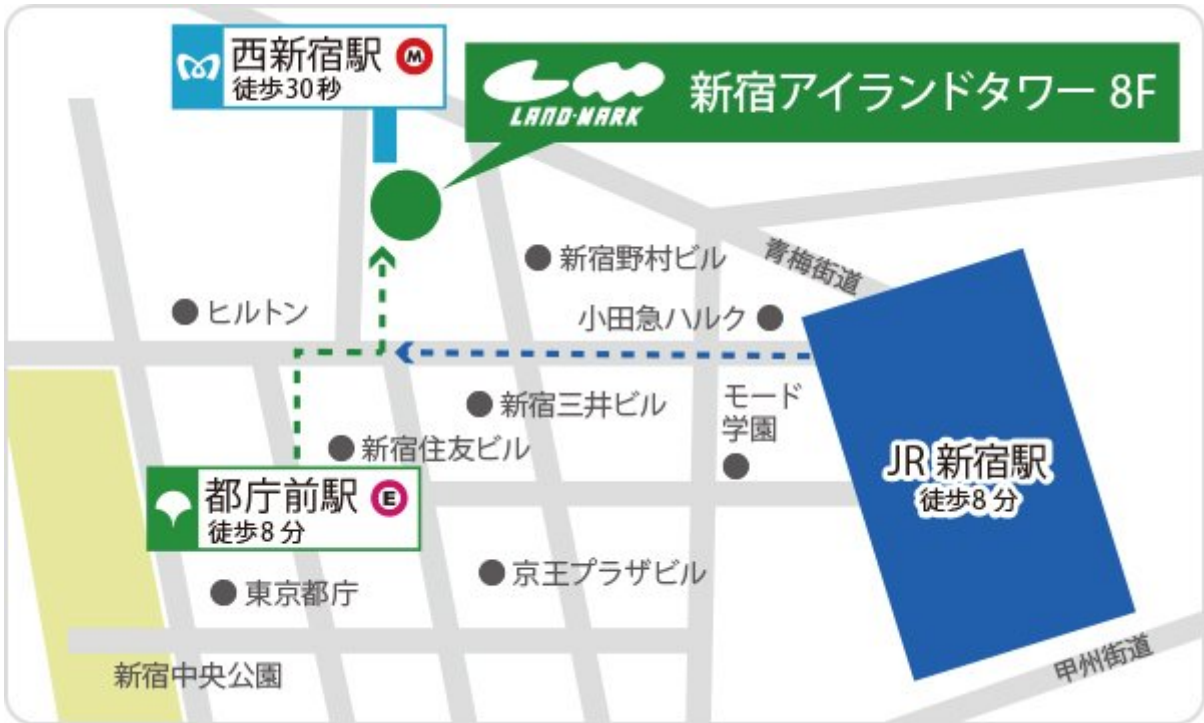 西新宿駅 M
徒歩30秒
LAND-MARK
新宿アイランドタワー 8F
新宿野村ビル
青梅街道
ヒルトン
小田急ハルク
新宿三井ビル
モード
学園
新宿住友ビル
JR 新宿駅
徒歩8分
都庁前駅 E
徒歩8分
東京都庁
京王プラザビル
新宿中央公園
甲州街道